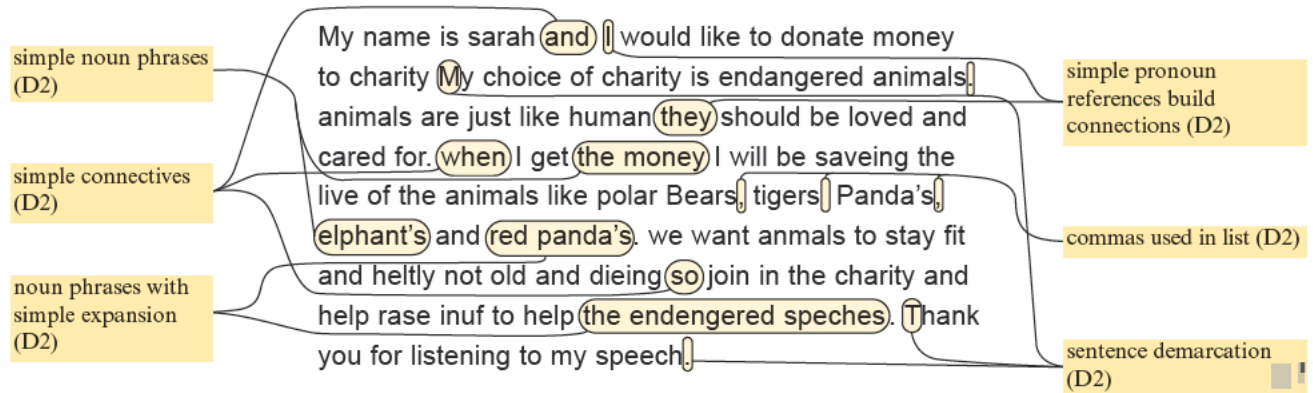 simple noun phrases
(D2)
simple connectives
(D2)
noun phrases with
simple expansion
(D2)
My name is sarah and I would like to donate money
to charity My choice of charity is endangered animals.
animals are just like human they should be loved and
cared for. when I get the money I will be saveing the
live of the animals like polar Bears, tigers Panda's,
elphant's and red panda's. we want anmals to stay fit
and heltly not old and dieing so join in the charity and
help rase inuf to help the endengered speches. Thank
you for listening to my speech.
simple pronoun
references build
connections (D2)
commas used in list (D2)
sentence demarcation
(D2)